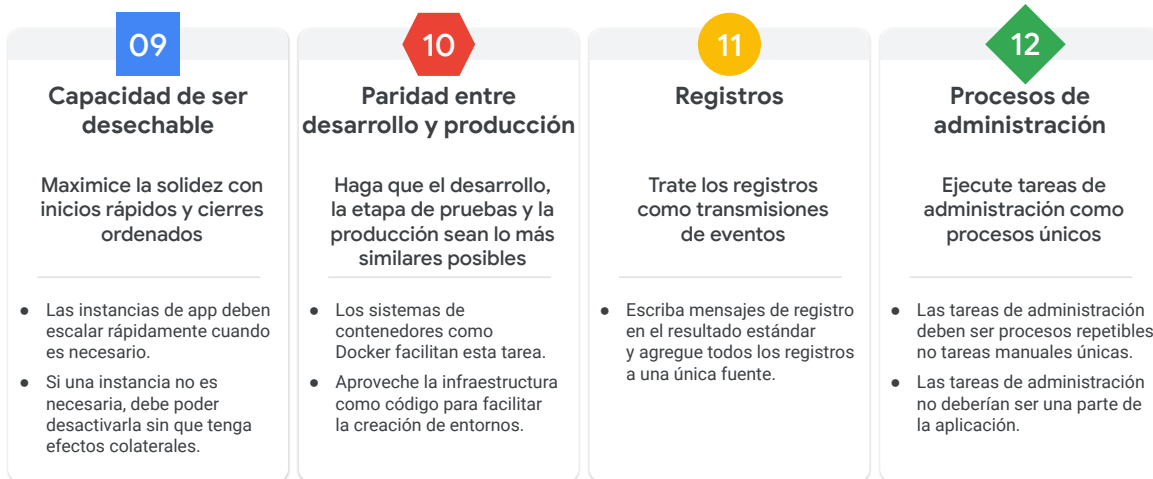 09
Capacidad de ser
desechable
Maximice la solidez con
inicios rápidos y cierres
ordenados
● Las instancias de app deben
escalar rápidamente cuando
es necesario.
● Si una instancia no es
necesaria, debe poder
desactivarla sin que tenga
efectos colaterales.
10
Paridad entre
desarrollo y producción
Haga que el desarrollo,
la etapa de pruebas y la
producción sean lo más
similares posibles
● Los sistemas de
contenedores como
Docker facilitan esta tarea.
● Aproveche la infraestructura
como código para facilitar
la creación de entornos.
11
Registros
Trate los registros
como transmisiones
de eventos
● Escriba mensajes de registro
en el resultado estándar
y agregue todos los registros
a una única fuente.
12
Procesos de
administración
Ejecute tareas de
administración como
procesos únicos
● Las tareas de administración
deben ser procesos repetibles
no tareas manuales únicas.
● Las tareas de administración
no deberían ser una parte de
la aplicación.